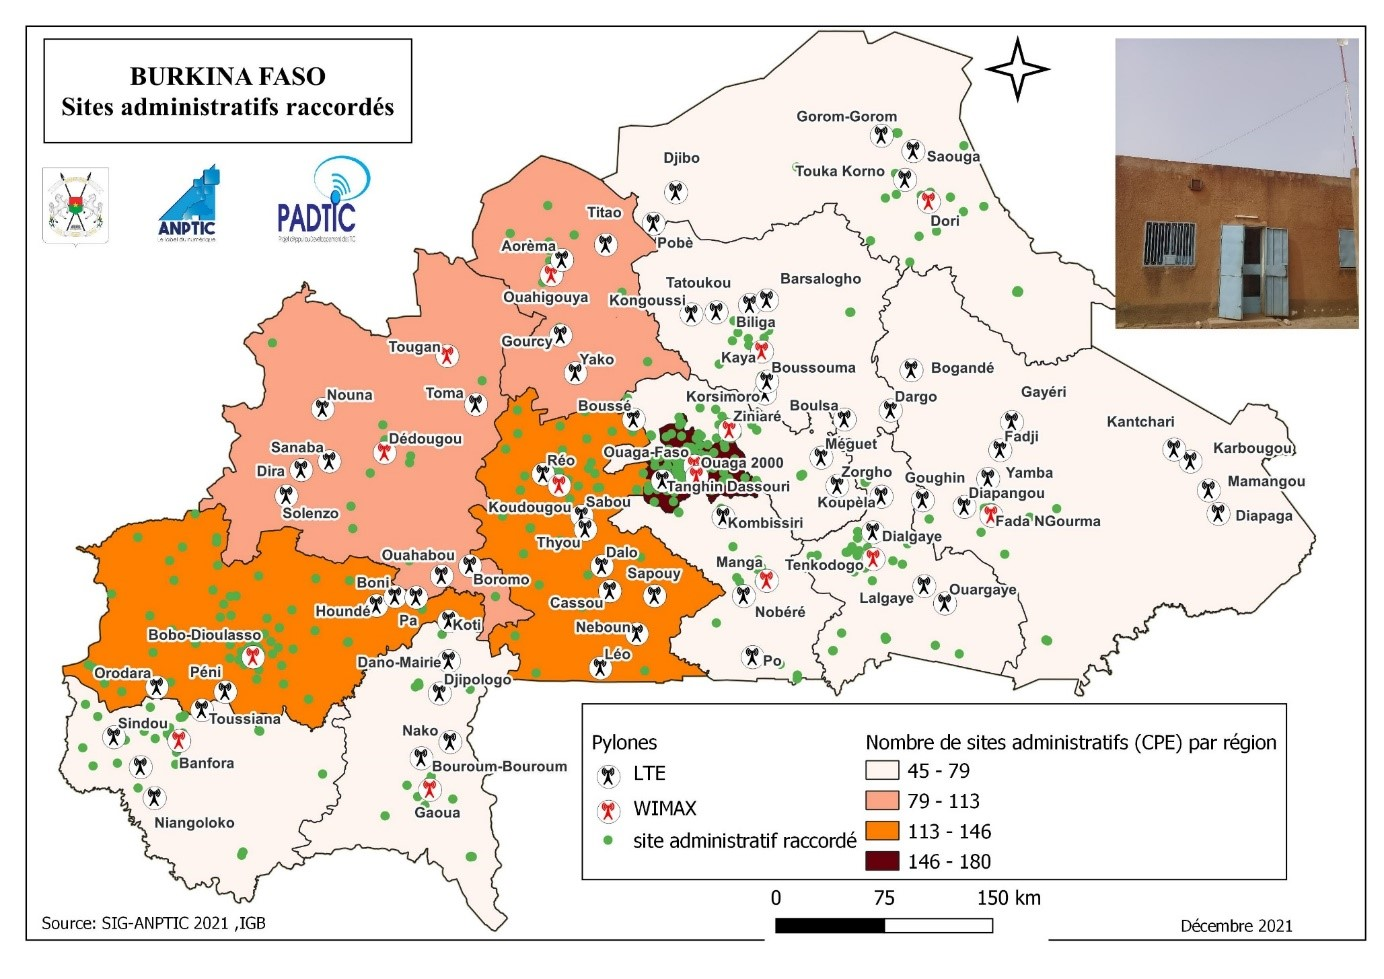 BURKINA FASO
Sites administratifs raccordés
ANPTIC
PADTIC
Gorom-Gorom
Saouga
Djibo
Touka Korno
Dori
Titao
Pobè
Aorèma
Ouahigouya
Tatoukou
Barsalogho
Kongoussi
Biliga
Gourcy
Tougan
Yako
Kaya
Boussouma
Bogandé
Nouna
Toma
Boussé
Korsimoro
Ziniaré
Boulsa
Dargo
Gayéri
Kantchari
Fadji
Karbougou
Sanaba
Dédougou
Dira
Réo
Ouaga-Faso
Ouaga 2000
Méguet
Zorgho
Goughin
Yamba
Mamangou
Tanghin Dassouri
Diapangou
Solenzo
Koudougou
Sabou
Koupèla
Kombissiri
Fada NGourma
Diapaga
Thyou
Dialgaye
Ouahabou
Boromo
Dalo
Sapouy
Manga
Tenkodogo
Boni
Houndé
Pa
Koti
Cassou
Nobéré
Lalgaye
Ouargaye
Bobo-Dioulasso
Neboun
Léo
Po
Dano-Mairie
Djipologo
Orodara
Péni
Toussiana
Sindou
Banfora
Nako
Bouroum-Bouroum
Gaoua
Niangoloko
Pylones
LTE
WIMAX
site administratif raccordé
Nombre de sites administratifs (CPE) par région
45 - 79
79 - 113
113 - 146
146 - 180
0 75 150 km
Source: SIG-ANPTIC 2021 ,IGB
Décembre 2021